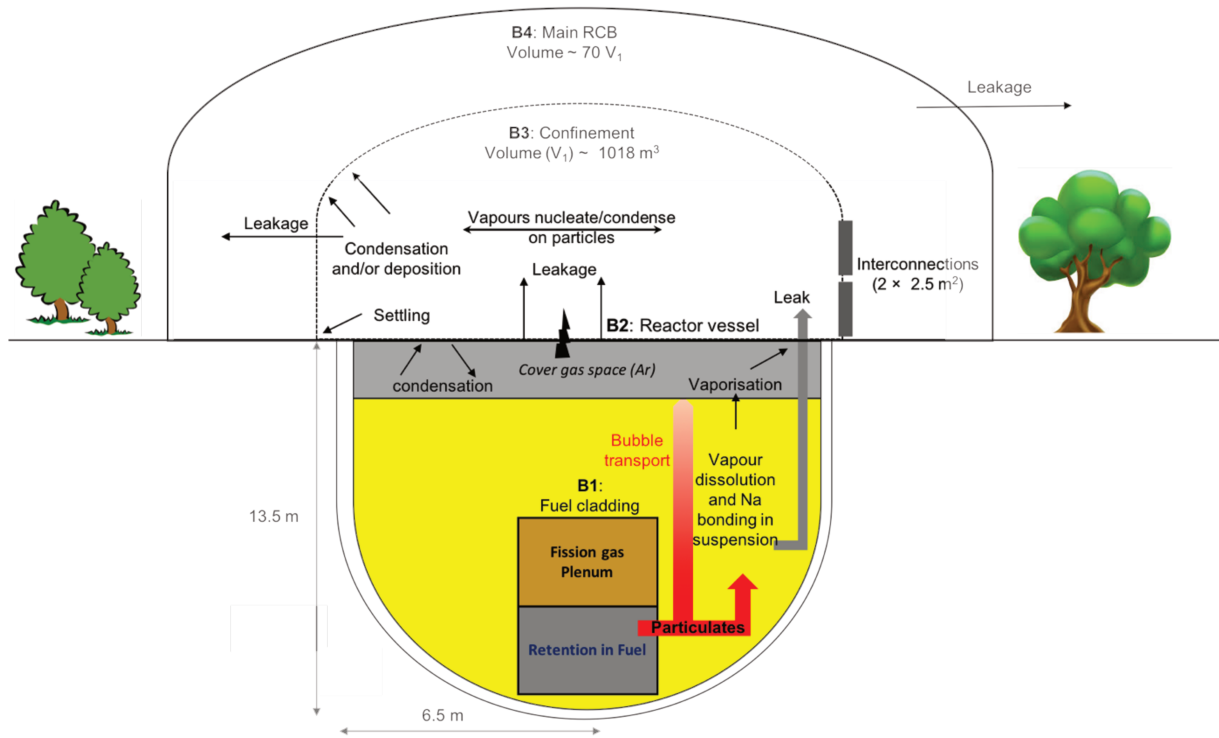 B4: Main RCB
Volume ~ 70 V₁
Leakage
B3: Confinement
Volume (V₁) ~ 1018 m³
Leakage
Vapours nucleate/condense
on particles
Condensation
and/or deposition
Leakage
Interconnections
(2 × 2.5 m²)
Leak
Settling
B2: Reactor vessel
Cover gas space (Ar)
condensation
Vaporisation
Bubble
transport
Vapour
dissolution
and Na
bonding in
suspension
B1:
Fuel cladding
13.5 m
Fission gas
Plenum
Particulates
Retention in Fuel
6.5 m